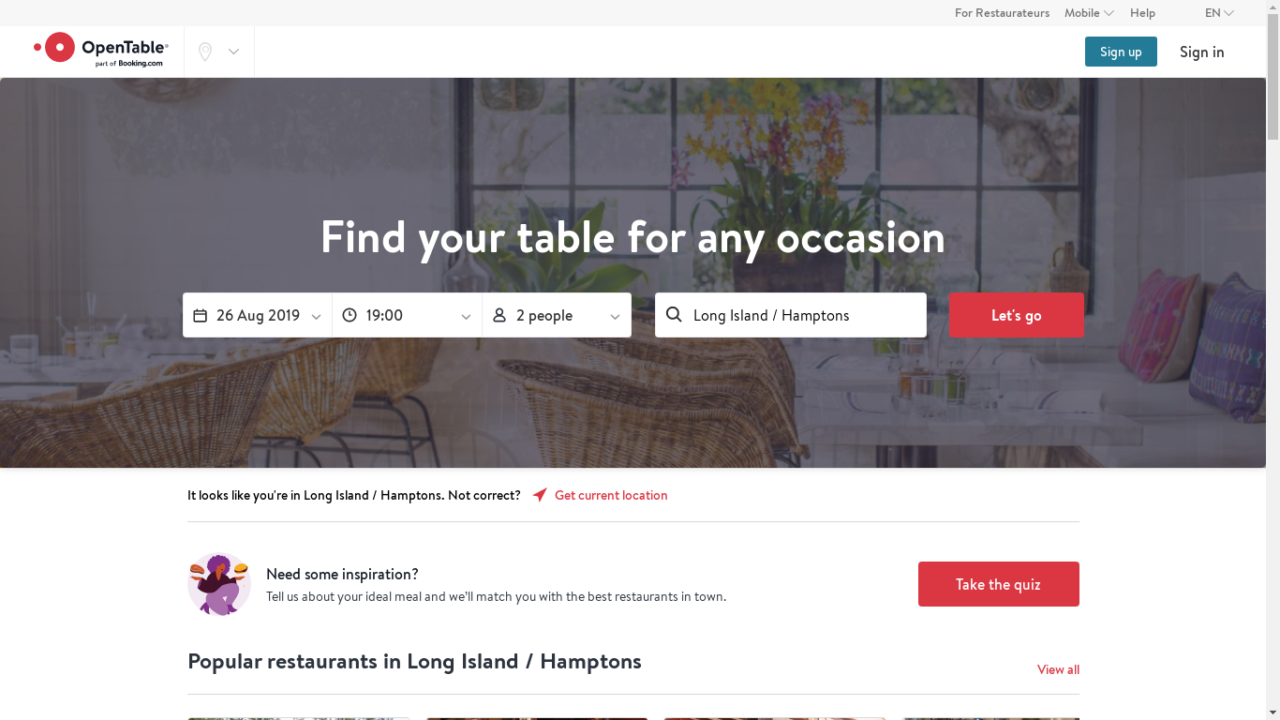 For Restaurateurs Mobile Help EN
OpenTable®
part of Booking.com
Sign up Sign in
Find your table for any occasion
26 Aug 2019 19:00 2 people Long Island / Hamptons Let's go
It looks like you're in Long Island / Hamptons. Not correct? Get current location
Need some inspiration?
Tell us about your ideal meal and we’ll match you with the best restaurants in town.
Take the quiz
Popular restaurants in Long Island / Hamptons
View all